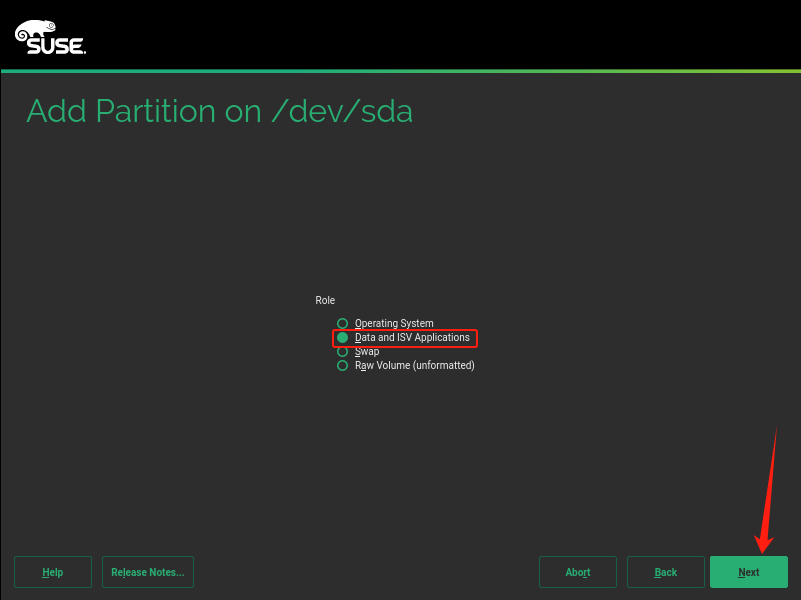 SUSE.
Add Partition on /dev/sda
Role
Operating System
Data and ISV Applications
Swap
Raw Volume (unformatted)
Help
Release Notes...
Abort
Back
Next